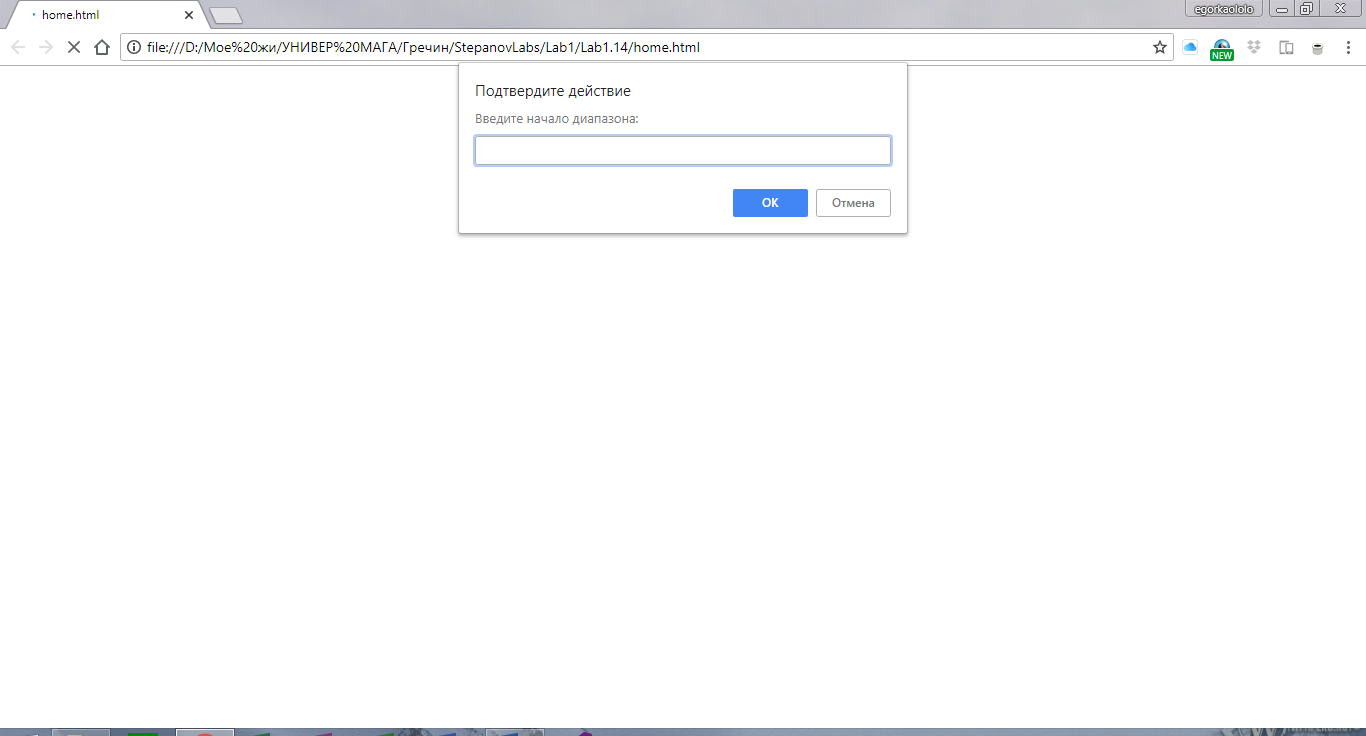 home.html
egorkaololo
file:///D:/Мое%20жи/УНИВЕР%20МАГА/Гречин/StepanovLabs/Lab1/Lab1.14/home.html
NEW
Подтвердите действие
Введите начало диапазона:
ОК
Отмена